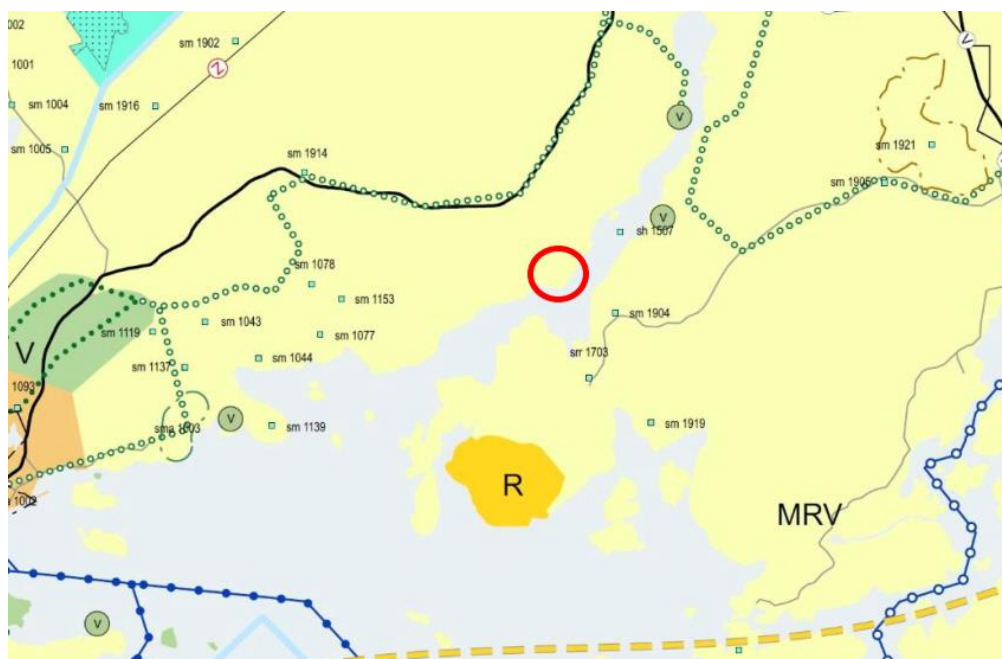 002
sm 1902
Z
V
1001
sm 1004
sm 1916
V
sm 1921
sm 1005
sm 1914
sm 1905
V
sh 1507
sm 1078
sm 1153
sm 1043
sm 1119
sm 1077
sm 1904
V
sm 1044
sm 1137
srr 1703
1093
V
sm 1139
sm 1919
R
1002
MRV
V